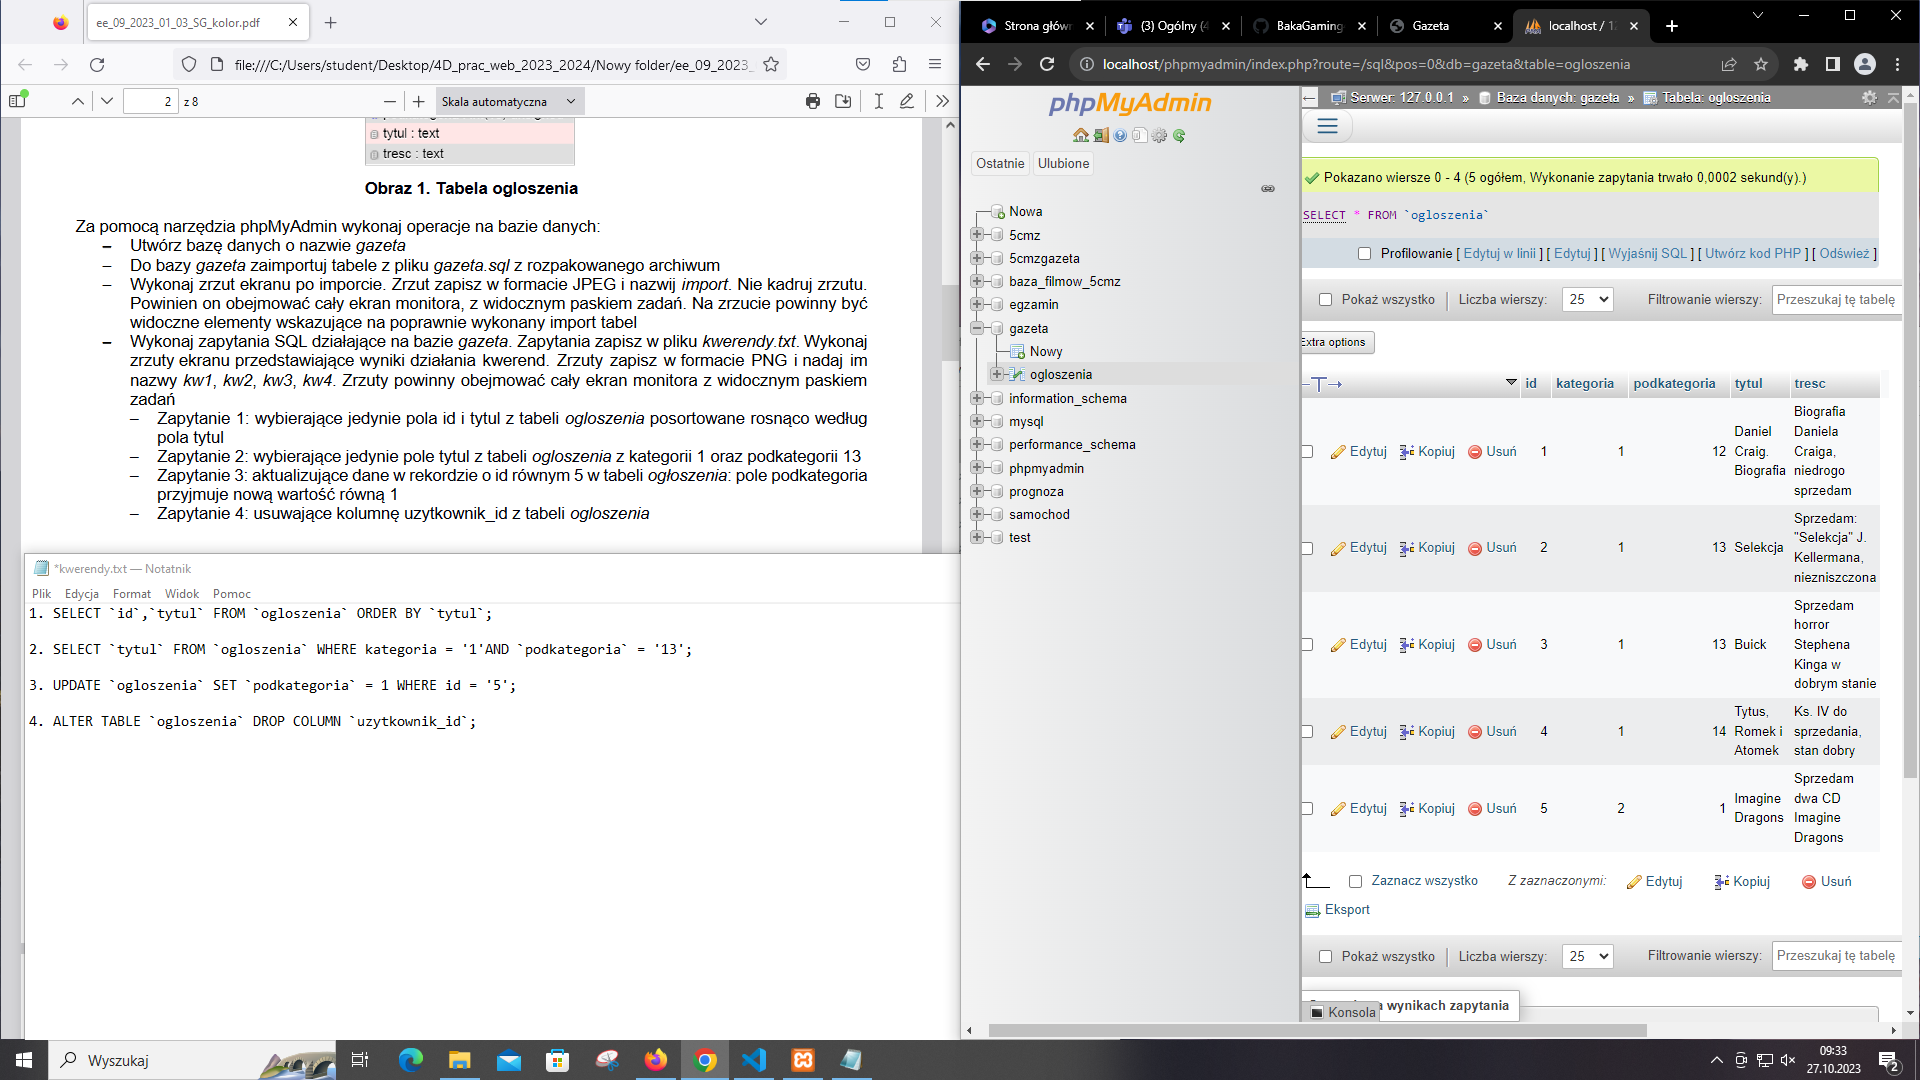 ee_09_2023_01_03_SG_kolor.pdf
file:///C:/Users/student/Desktop/4D_prac_web_2023_2024/Nowy folder/ee_09_2023_
2 z 8 Skala automatyczna
tytul : text
tresc : text
Obraz 1. Tabela ogloszenia
Za pomocą narzędzia phpMyAdmin wykonaj operacje na bazie danych:
– Utwórz bazę danych o nazwie gazeta
– Do bazy gazeta zaimportuj tabele z pliku gazeta.sql z rozpakowanego archiwum
– Wykonaj zrzut ekranu po imporcie. Zrzut zapisz w formacie JPEG i nazwij import. Nie kadruj zrzutu.
Powinien on obejmować cały ekran monitora, z widocznym paskiem zadań. Na zrzucie powinny być
widoczne elementy wskazujące na poprawnie wykonany import tabel
– Wykonaj zapytania SQL działające na bazie gazeta. Zapytania zapisz w pliku kwerendy.txt. Wykonaj
zrzuty ekranu przedstawiające wyniki działania kwerend. Zrzuty zapisz w formacie PNG i nadaj im
nazwy kw1, kw2, kw3, kw4. Zrzuty powinny obejmować cały ekran monitora z widocznym paskiem
zadań
– Zapytanie 1: wybierające jedynie pola id i tytul z tabeli ogloszenia posortowane rosnąco według
pola tytul
– Zapytanie 2: wybierające jedynie pole tytul z tabeli ogloszenia z kategorii 1 oraz podkategorii 13
– Zapytanie 3: aktualizujące dane w rekordzie o id równym 5 w tabeli ogłoszenia: pole podkategoria
przyjmuje nową wartość równą 1
– Zapytanie 4: usuwające kolumnę uzytkownik_id z tabeli ogloszenia
*kwerendy.txt — Notatnik
Plik Edycja Format Widok Pomoc
1. SELECT `id`,`tytul` FROM `ogloszenia` ORDER BY `tytul`;
2. SELECT `tytul` FROM `ogloszenia` WHERE kategoria = '1'AND `podkategoria` = '13';
3. UPDATE `ogloszenia` SET `podkategoria` = 1 WHERE id = '5';
4. ALTER TABLE `ogloszenia` DROP COLUMN `uzytkownik_id`;
Strona główn (3) Ogólny (4 BakaGaming Gazeta localhost / 12
localhost/phpmyadmin/index.php?route=/sql&pos=0&db=gazeta&table=ogloszenia
phpMyAdmin
Ostatnie Ulubione
Nowa
5cmz
5cmzgazeta
baza_filmow_5cmz
egzamin
gazeta
Nowy
ogloszenia
information_schema
mysql
performance_schema
phpmyadmin
prognoza
samochod
test
Serwer: 127.0.0.1 » Baza danych: gazeta » Tabela: ogloszenia
Pokazano wiersze 0 - 4 (5 ogółem, Wykonanie zapytania trwało 0,0002 sekund(y).)
SELECT * FROM `ogloszenia`
Profilowanie [ Edytuj w linii ] [ Edytuj ] [ Wyjaśnij SQL ] [ Utwórz kod PHP ] [ Odśwież ]
Pokaż wszystko Liczba wierszy: 25 Filtrowanie wierszy: Przeszukaj tę tabelę
Extra options
id kategoria podkategoria tytul tresc
Edytuj Kopiuj Usuń 1 1 12 Daniel Craig. Biografia Biografia Daniela Craiga, niedrogo sprzedam
Edytuj Kopiuj Usuń 2 1 13 Selekcja Sprzedam: "Selekcja" J. Kellermana, niezniszczona
Edytuj Kopiuj Usuń 3 1 13 Buick Sprzedam horror Stephena Kinga w dobrym stanie
Edytuj Kopiuj Usuń 4 1 14 Tytus, Romek i Atomek Ks. IV do sprzedania, stan dobry
Edytuj Kopiuj Usuń 5 2 1 Imagine Dragons Sprzedam dwa CD Imagine Dragons
Zaznacz wszystko Z zaznaczonymi: Edytuj Kopiuj Usuń
Eksport
Pokaż wszystko Liczba wierszy: 25 Filtrowanie wierszy: Przeszukaj tę tabelę
wynikach zapytania
Konsola
Wyszukaj
09:33
27.10.2023
2